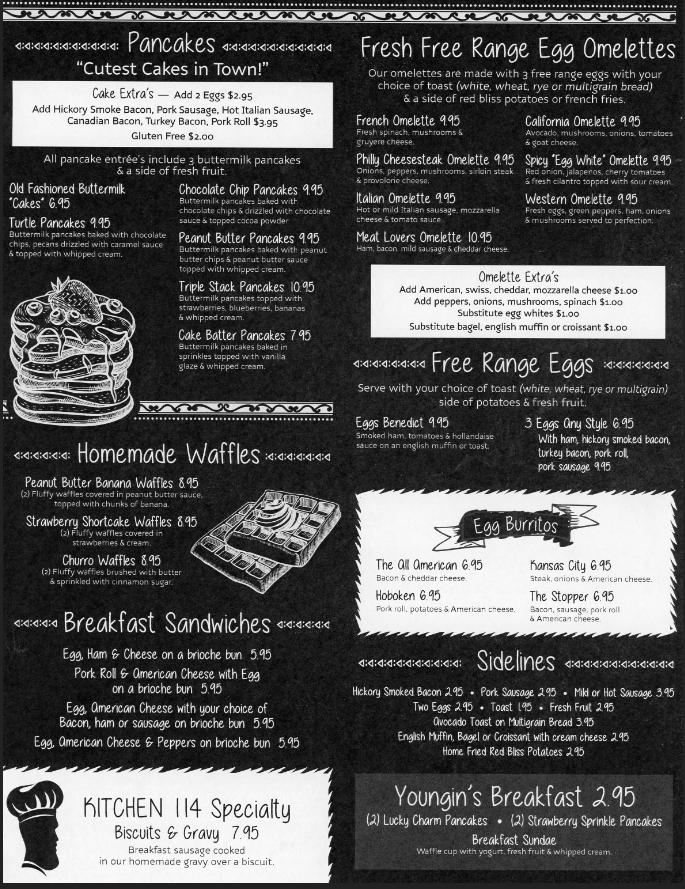 Pancakes
"Cutest Cakes in Town!"
Cake Extra's — Add 2 Eggs $2.95
Add Hickory Smoke Bacon, Pork Sausage, Hot Italian Sausage,
Canadian Bacon, Turkey Bacon, Pork Roll $3.95
Gluten Free $2.00
All pancake entrée's include 3 buttermilk pancakes
& a side of fresh fruit.
Old Fashioned Buttermilk
"Cakes" 6.95
Turtle Pancakes 9.95
Buttermilk pancakes baked with chocolate
chips, pecans drizzled with caramel sauce
& topped with whipped cream.
Chocolate Chip Pancakes 9.95
Buttermilk pancakes baked with
chocolate chips & drizzled with chocolate
sauce & topped cocoa powder
Peanut Butter Pancakes 9.95
Buttermilk pancakes baked with peanut
butter chips & peanut butter sauce
topped with whipped cream.
Triple Stack Pancakes 10.95
Buttermilk pancakes topped with
strawberries, blueberries, bananas
& whipped cream.
Cake Batter Pancakes 7.95
Buttermilk pancakes baked in
sprinkles topped with vanilla
glaze & whipped cream.
Homemade Waffles
Peanut Butter Banana Waffles 8.95
(2) Fluffy waffles covered in peanut butter sauce,
topped with chunks of banana.
Strawberry Shortcake Waffles 8.95
(2) Fluffy waffles covered in
strawberries & cream.
Churro Waffles 8.95
(2) Fluffy waffles brushed with butter
& sprinkled with cinnamon sugar.
Breakfast Sandwiches
Egg, Ham & Cheese on a brioche bun 5.95
Pork Roll & American Cheese with Egg
on a brioche bun 5.95
Egg, American Cheese with your choice of
Bacon, ham or sausage on brioche bun 5.95
Egg, American Cheese & Peppers on brioche bun 5.95
KITCHEN 114 Specialty
Biscuits & Gravy 7.95
Breakfast sausage cooked
in our homemade gravy over a biscuit.
Fresh Free Range Egg Omelettes
Our omelettes are made with 3 free range eggs with your
choice of toast (white, wheat, rye or multigrain bread)
& a side of red bliss potatoes or french fries.
French Omelette 9.95
Fresh spinach, mushrooms &
gruyere cheese.
Philly Cheesesteak Omelette 9.95
Onions, peppers, mushrooms, sirloin steak
& provolone cheese.
Italian Omelette 9.95
Hot or mild Italian sausage, mozzarella
cheese & tomato sauce.
Meat Lovers Omelette 10.95
Ham, bacon, mild sausage & cheddar cheese.
California Omelette 9.95
Avocado, mushrooms, onions, tomatoes
& goat cheese.
Spicy "Egg White" Omelette 9.95
Red onion, jalapenos, cherry tomatoes
& fresh cilantro topped with sour cream.
Western Omelette 9.95
Fresh eggs, green peppers, ham, onions
& mushrooms served to perfection.
Omelette Extra's
Add American, swiss, cheddar, mozzarella cheese $1.00
Add peppers, onions, mushrooms, spinach $1.00
Substitute egg whites $1.00
Substitute bagel, english muffin or croissant $1.00
Free Range Eggs
Serve with your choice of toast (white, wheat, rye or multigrain)
side of potatoes & fresh fruit.
Eggs Benedict 9.95
Smoked ham, tomatoes & hollandaise
sauce on an english muffin or toast.
3 Eggs Any Style 6.95
With ham, hickory smoked bacon,
turkey bacon, pork roll,
pork sausage 9.95
Egg Burritos
The All American 6.95
Bacon & cheddar cheese.
Hoboken 6.95
Pork roll, potatoes & American cheese.
Kansas City 6.95
Steak, onions & American cheese.
The Stopper 6.95
Bacon, sausage, pork roll
& American cheese.
Sidelines
Hickory Smoked Bacon 2.95 • Pork Sausage 2.95 • Mild or Hot Sausage 3.95
Two Eggs 2.95 • Toast 1.95 • Fresh Fruit 2.95
Avocado Toast on Multigrain Bread 3.95
English Muffin, Bagel or Croissant with cream cheese 2.95
Home Fried Red Bliss Potatoes 2.95
Youngin's Breakfast 2.95
(2) Lucky Charm Pancakes • (2) Strawberry Sprinkle Pancakes
Breakfast Sundae
Waffle cup with yogurt, fresh fruit & whipped cream.